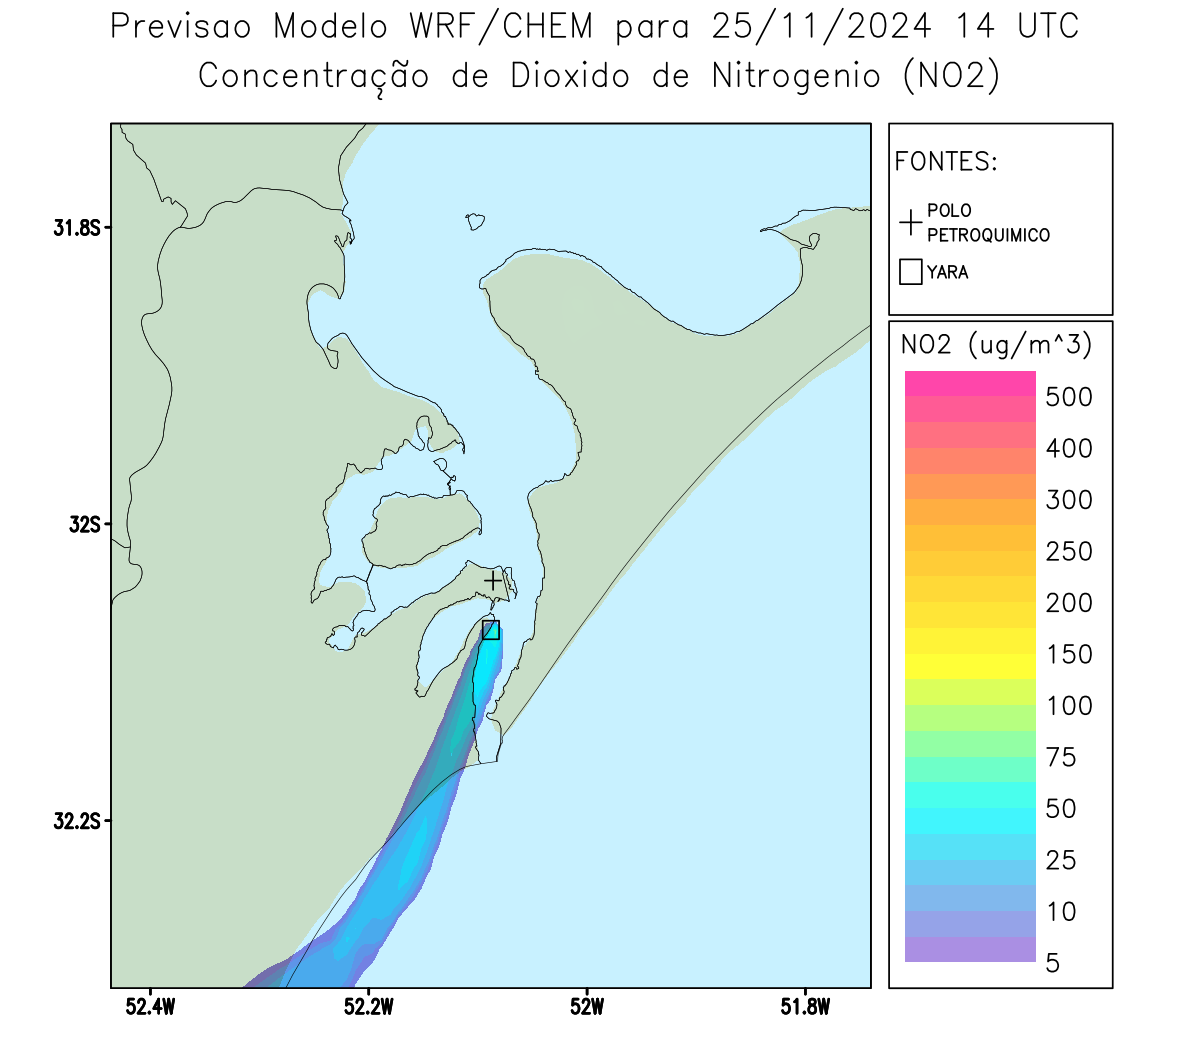 Previsao Modelo WRF/CHEM para 25/11/2024 14 UTC
Concentração de Dioxido de Nitrogenio (NO2)
FONTES:
POLO
PETROQUIMICO
YARA
31.8S
32S
32.2S
52.4W
52.2W
52W
51.8W
NO2 (ug/m^3)
500
400
300
250
200
150
100
75
50
25
10
5